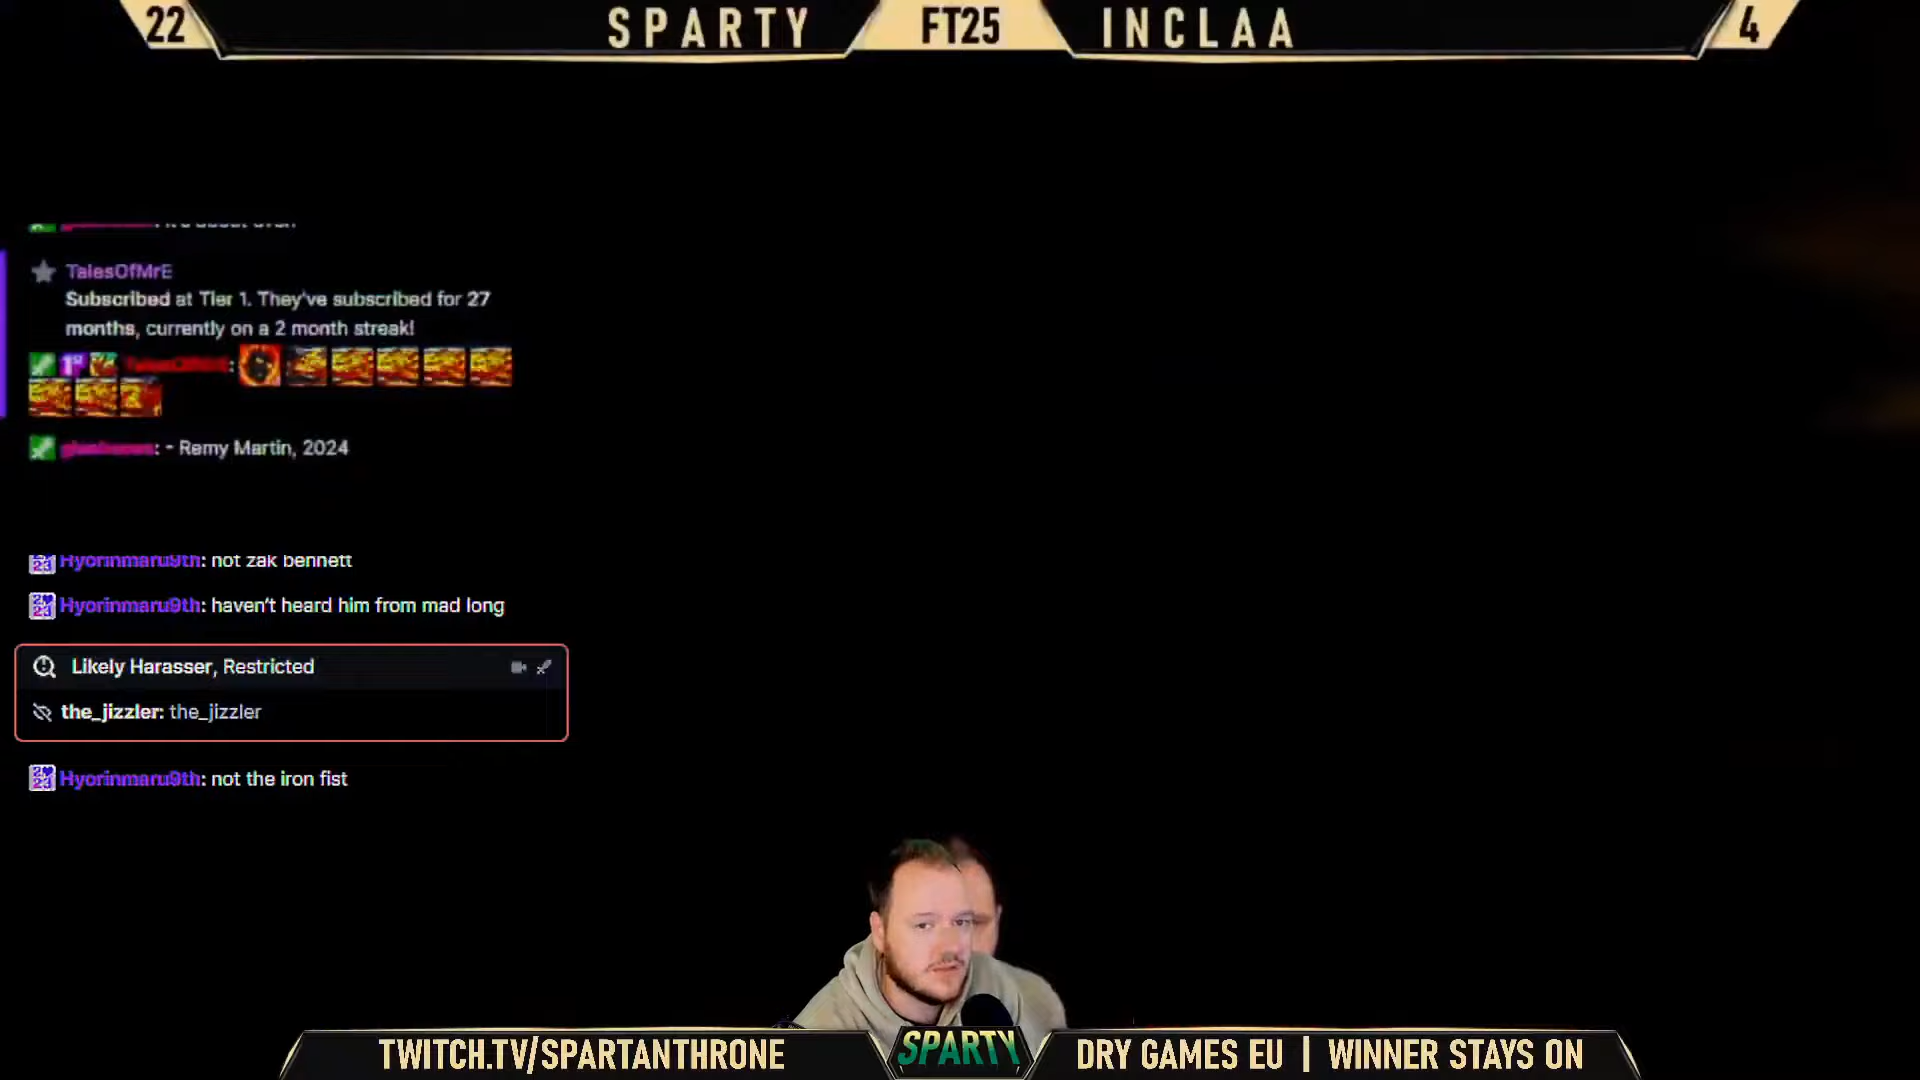 22 SPARTY FT25 INCLAA 4
TalesOfMrE
Subscribed at Tier 1. They've subscribed for 27
months, currently on a 2 month streak!
: - Remy Martin, 2024
Hyorinmaru9th: not zak bennett
Hyorinmaru9th: haven't heard him from mad long
Likely Harasser, Restricted
the_jizzler: the_jizzler
Hyorinmaru9th: not the iron fist
TWITCH.TV/SPARTANTHRONE SPARTY DRY GAMES EU | WINNER STAYS ON